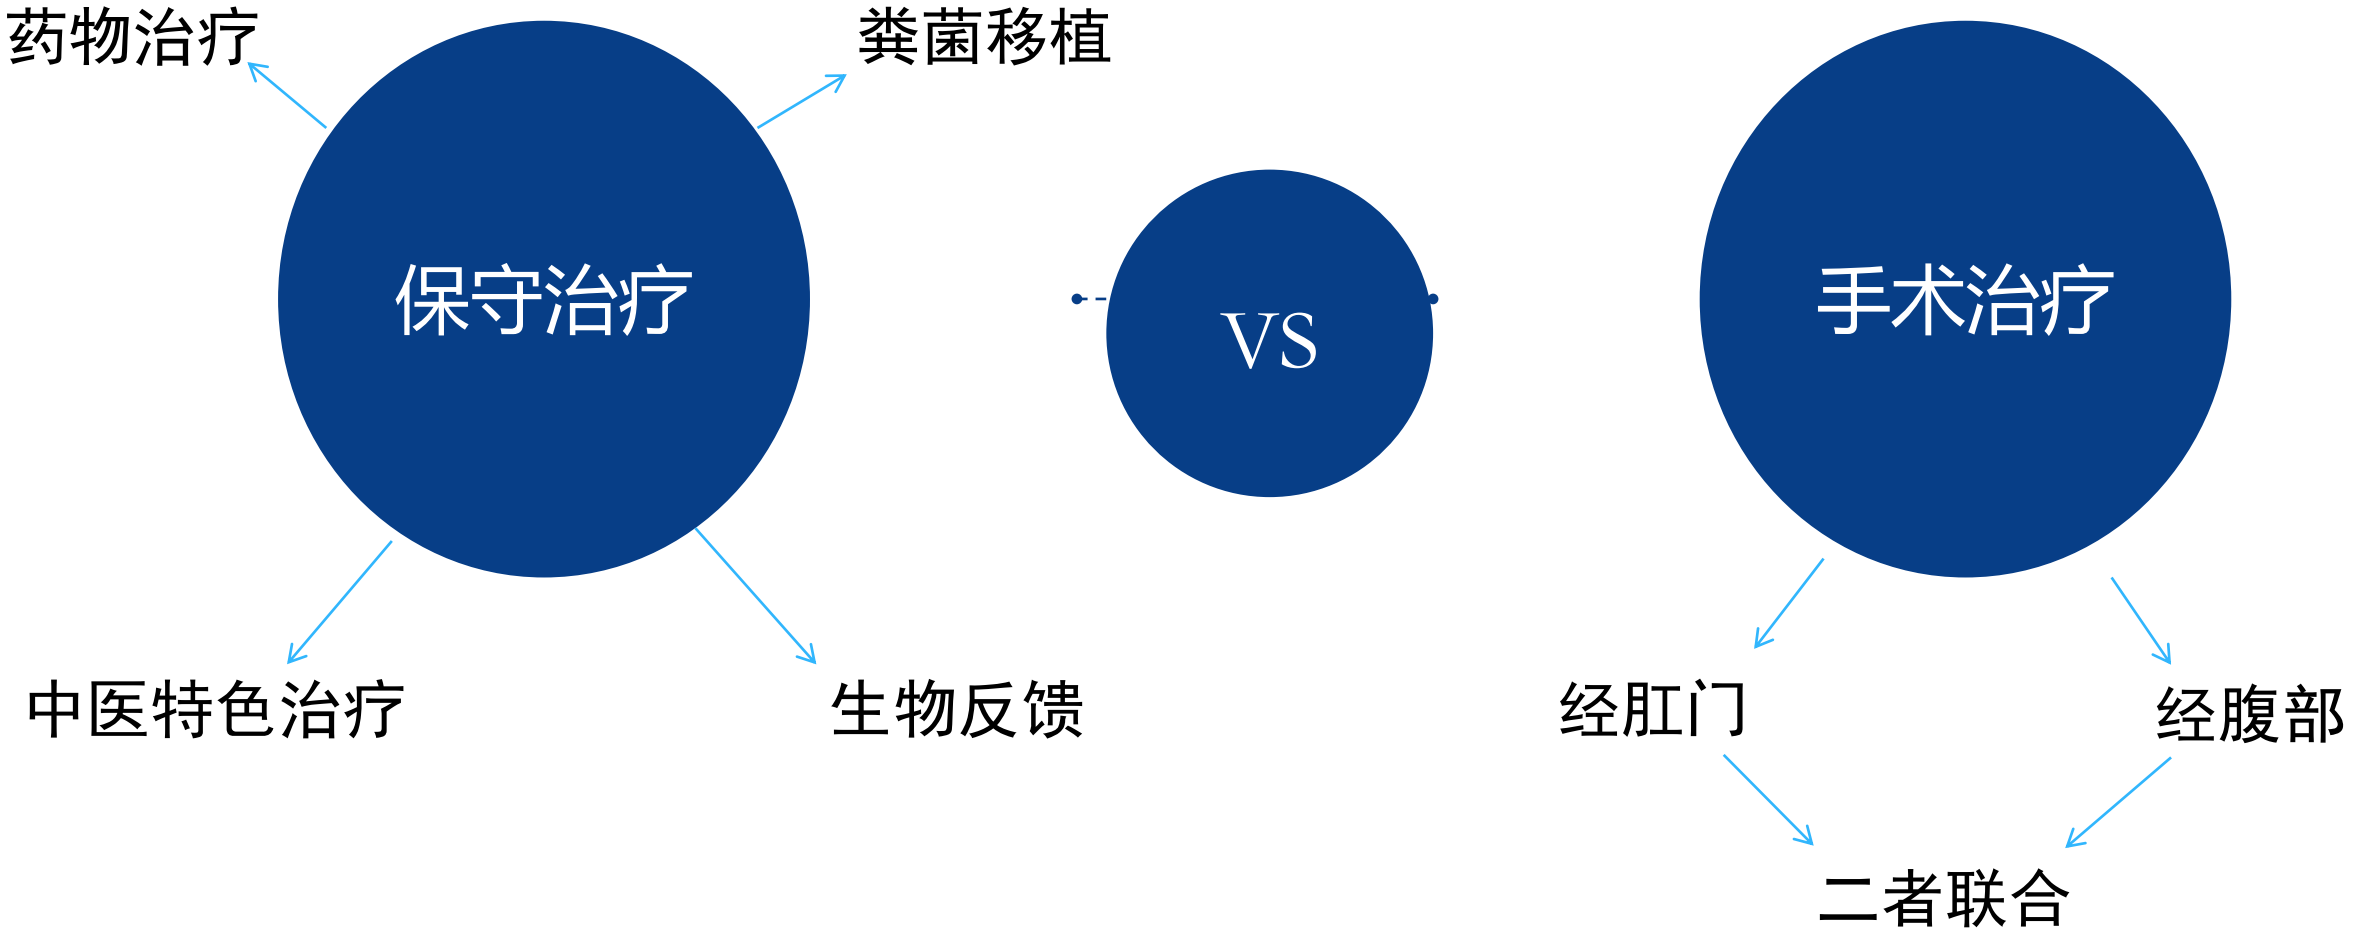 药物治疗
粪菌移植
保守治疗
VS
手术治疗
中医特色治疗
生物反馈
经肛门
经腹部
二者联合